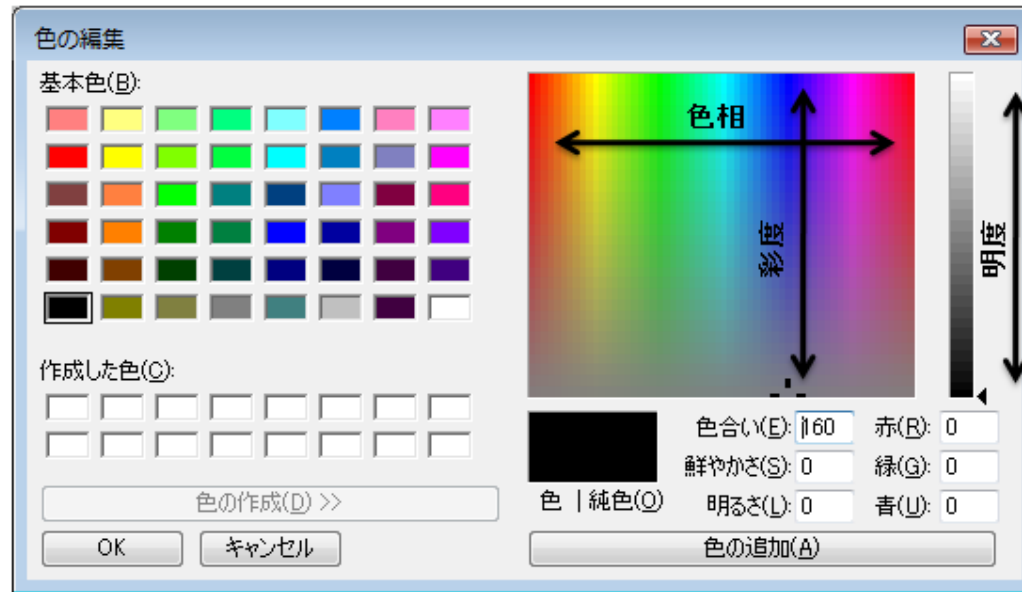 色の編集
基本色(B):
作成した色(C):
色の作成(D) >>
OK
キャンセル
色相
彩度
明度
色 | 純色(O)
色合い(E): 160
鮮やかさ(S): 0
明るさ(L): 0
赤(R): 0
緑(G): 0
青(U): 0
色の追加(A)